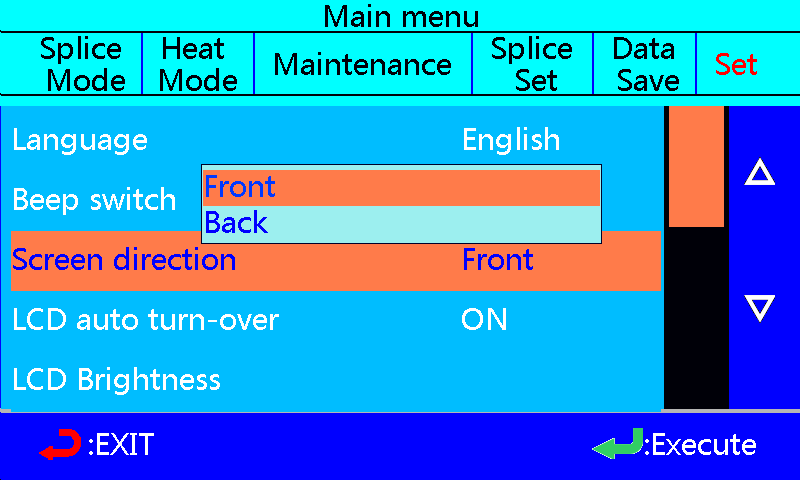 Main menu
Splice Mode
Heat Mode
Maintenance
Splice Set
Data Save
Set
Language English
Beep switch
Front
Back
Screen direction Front
LCD auto turn-over ON
LCD Brightness
:EXIT :Execute